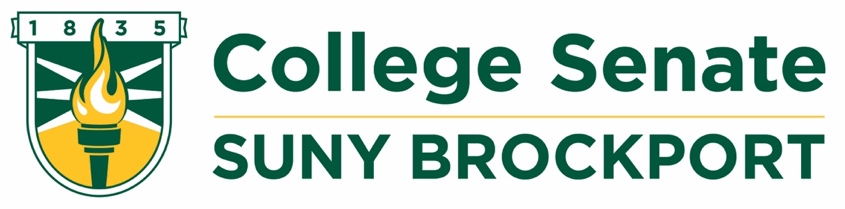 1835
College Senate
SUNY BROCKPORT